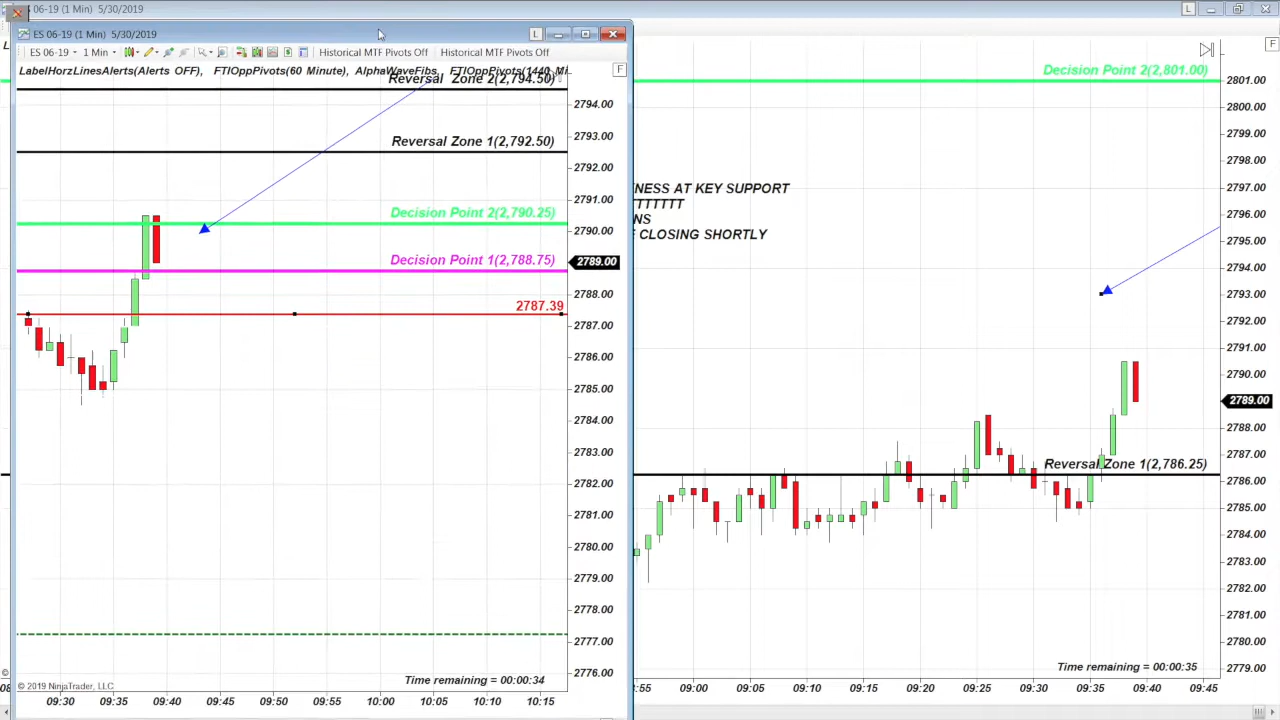 06-19 (1 Min) 5/30/2019
L
ES 06-19 (1 Min) 5/30/2019
L
ES 06-19
1 Min
Historical MTF Pivots Off
Historical MTF Pivots Off
LabelHorzLinesAlerts(Alerts OFF), FTIOppPivots(60 Minute), AlphaWaveFibs, FTIOppPivots(1440 Mi
F
F
Reversal Zone 2(2,794.50)
Reversal Zone 1(2,792.50)
Decision Point 2(2,790.25)
Decision Point 1(2,788.75)
2787.39
2794.00
2793.00
2792.00
2791.00
2790.00
2789.00
2788.00
2787.00
2786.00
2785.00
2784.00
2783.00
2782.00
2781.00
2780.00
2779.00
2778.00
2777.00
2776.00
Time remaining = 00:00:34
© 2019 NinjaTrader, LLC
09:30 09:35 09:40 09:45 09:50 09:55 10:00 10:05 10:10 10:15
Decision Point 2(2,801.00)
NESS AT KEY SUPPORT
TTTTTT
NS
CLOSING SHORTLY
Reversal Zone 1(2,786.25)
2801.00
2800.00
2799.00
2798.00
2797.00
2796.00
2795.00
2794.00
2793.00
2792.00
2791.00
2790.00
2789.00
2788.00
2787.00
2786.00
2785.00
2784.00
2783.00
2782.00
2781.00
2780.00
2779.00
Time remaining = 00:00:35
:55 09:00 09:05 09:10 09:15 09:20 09:25 09:30 09:35 09:40 09:45